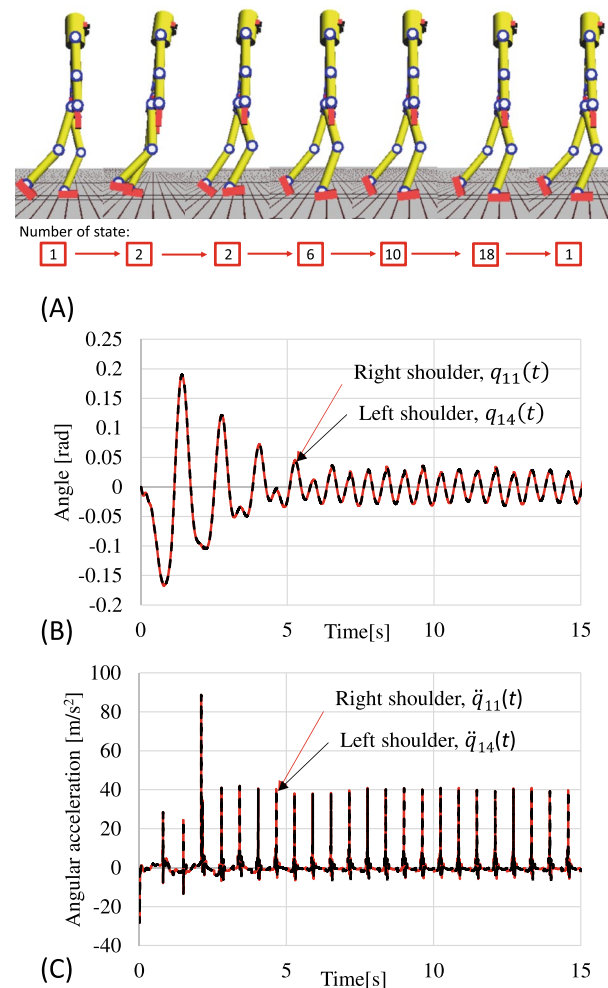 Number of state:
1 2 2 6 10 18 1
(A)
0.25
0.2
0.15
0.1
0.05
0
-0.05
-0.1
-0.15
-0.2
Angle [rad]
Right shoulder, q₁₁(t)
Left shoulder, q₁₄(t)
0 5 10 15
Time[s]
(B)
100
80
60
40
20
0
-20
-40
Angular acceleration [m/s²]
Right shoulder, q̈₁₁(t)
Left shoulder, q̈₁₄(t)
0 5 10 15
Time[s]
(C)